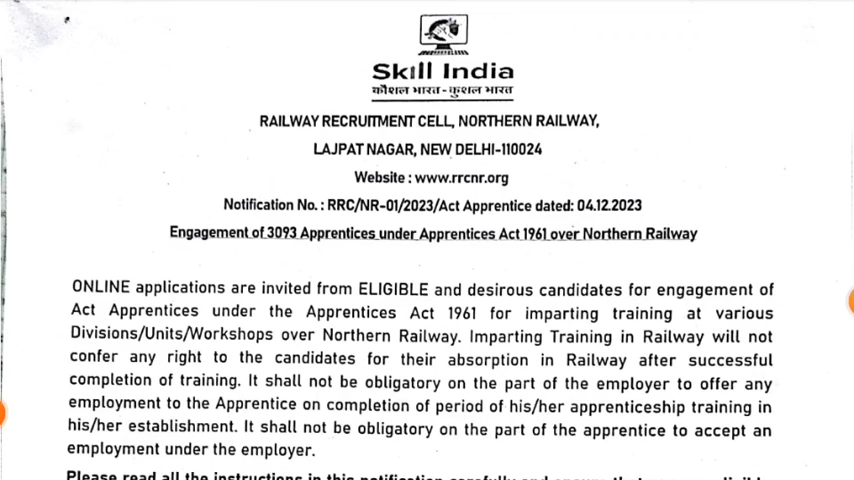 Skill India
कौशल भारत - कुशल भारत
RAILWAY RECRUITMENT CELL, NORTHERN RAILWAY,
LAJPAT NAGAR, NEW DELHI-110024
Website : www.rrcnr.org
Notification No. : RRC/NR-01/2023/Act Apprentice dated: 04.12.2023
Engagement of 3093 Apprentices under Apprentices Act 1961 over Northern Railway
ONLINE applications are invited from ELIGIBLE and desirous candidates for engagement of
Act Apprentices under the Apprentices Act 1961 for imparting training at various
Divisions/Units/Workshops over Northern Railway. Imparting Training in Railway will not
confer any right to the candidates for their absorption in Railway after successful
completion of training. It shall not be obligatory on the part of the employer to offer any
employment to the Apprentice on completion of period of his/her apprenticeship training in
his/her establishment. It shall not be obligatory on the part of the apprentice to accept an
employment under the employer.
Please read all the instructions in this notification carefully and ensure that